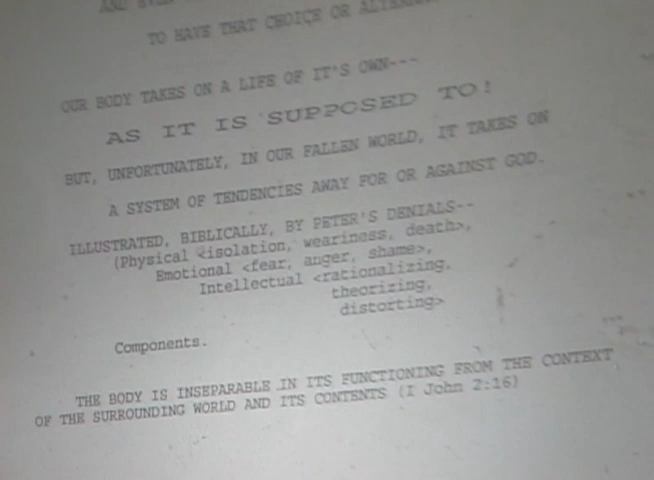 AND EVEN
TO HAVE THAT CHOICE OR
OUR BODY TAKES ON A LIFE OF IT'S OWN---
AS IT IS SUPPOSED TO!
BUT, UNFORTUNATELY, IN OUR FALLEN WORLD, IT TAKES ON
A SYSTEM OF TENDENCIES AWAY FOR OR AGAINST GOD.
ILLUSTRATED, BIBLICALLY, BY PETER'S DENIALS--
(Physical <isolation, weariness, death>,
Emotional <fear, anger, shame>,
Intellectual <rationalizing,
theorizing,
distorting>
Components.
THE BODY IS INSEPARABLE IN ITS FUNCTIONING FROM THE CONTEXT
OF THE SURROUNDING WORLD AND ITS CONTENTS (I John 2:16)